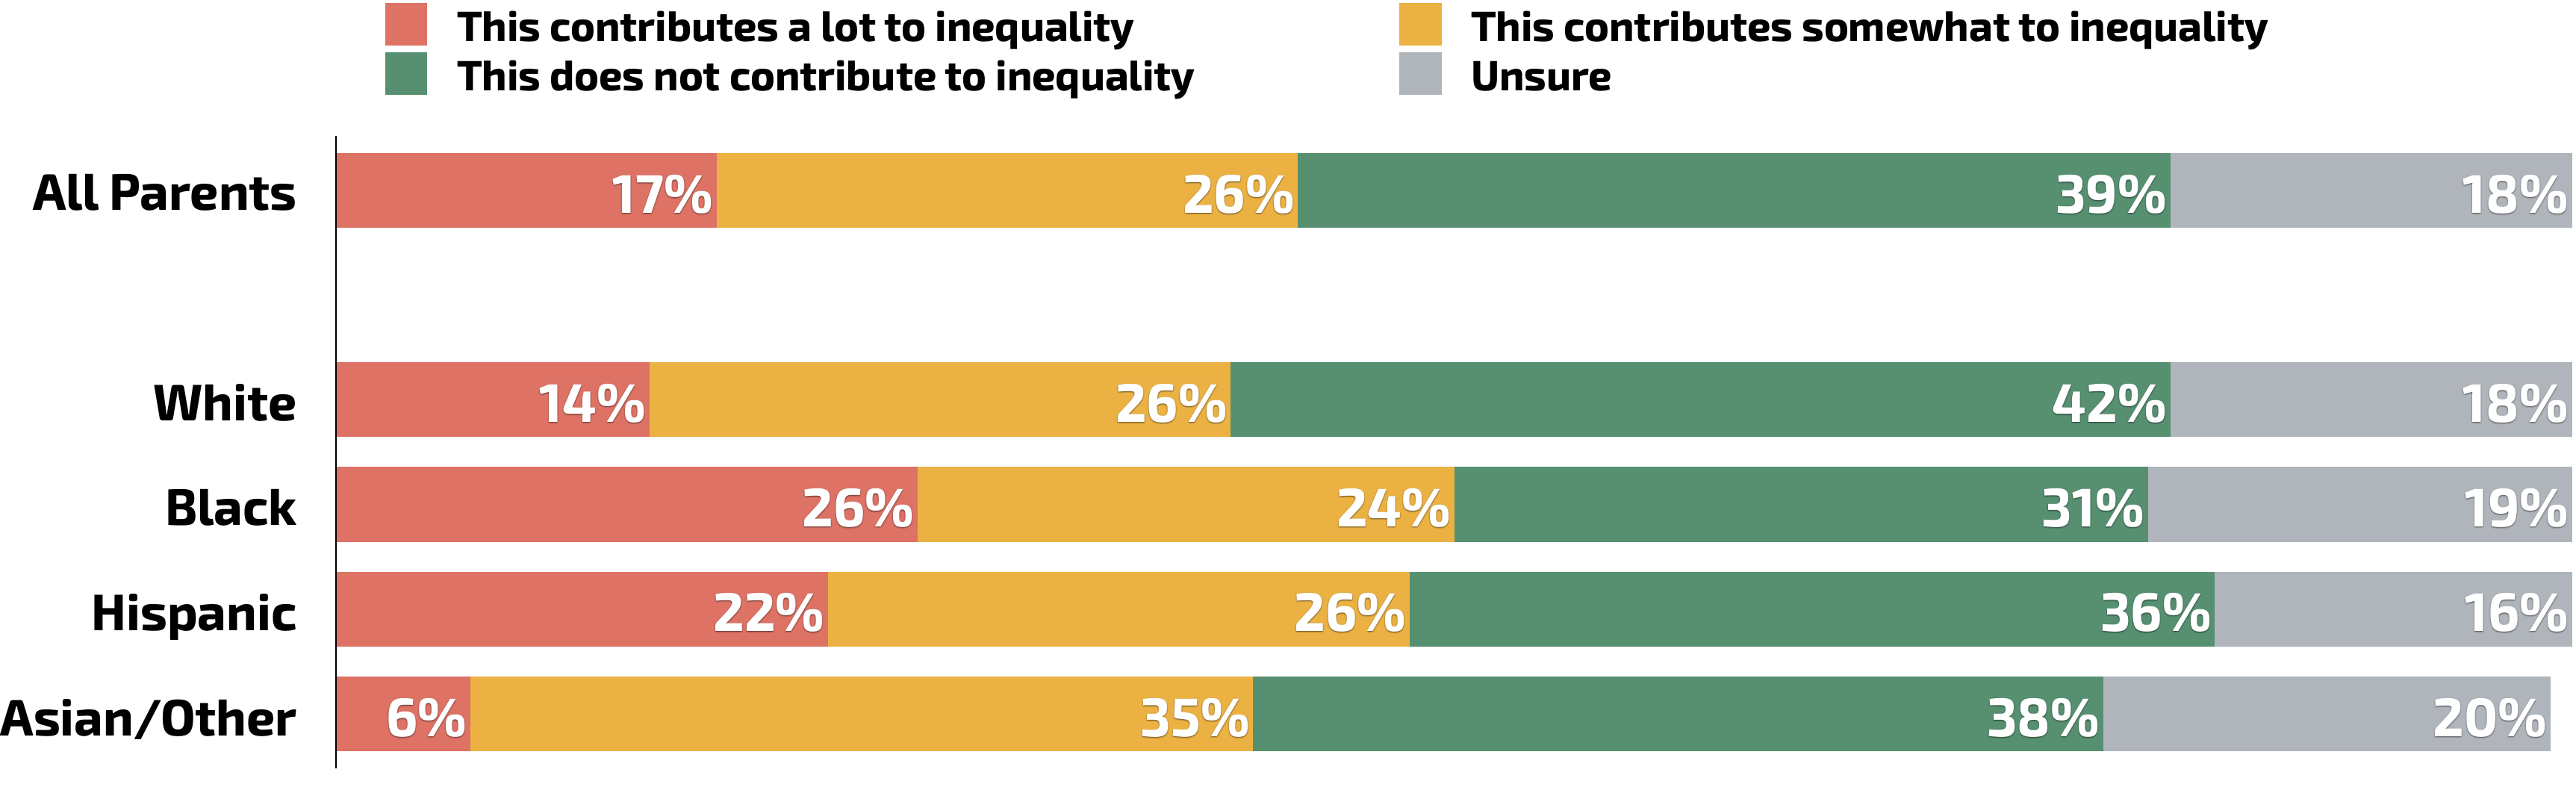 This contributes a lot to inequality
This contributes somewhat to inequality
This does not contribute to inequality
Unsure
All Parents 17% 26% 39% 18%
White 14% 26% 42% 18%
Black 26% 24% 31% 19%
Hispanic 22% 26% 36% 16%
Asian/Other 6% 35% 38% 20%